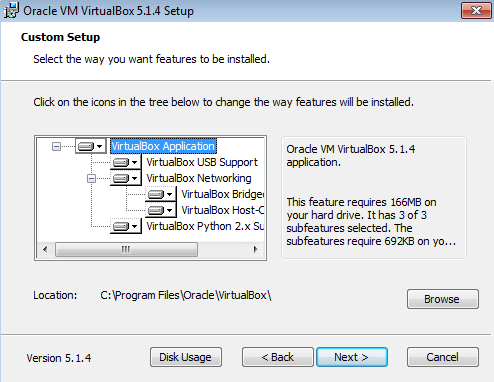 Oracle VM VirtualBox 5.1.4 Setup
Custom Setup
Select the way you want features to be installed.
Click on the icons in the tree below to change the way features will be installed.
VirtualBox Application
VirtualBox USB Support
VirtualBox Networking
VirtualBox Bridge
VirtualBox Host-
VirtualBox Python 2.x Su
Oracle VM VirtualBox 5.1.4
application.
This feature requires 166MB on
your hard drive. It has 3 of 3
subfeatures selected. The
subfeatures require 692KB on yo...
Location: C:\Program Files\Oracle\VirtualBox\
Browse
Version 5.1.4 Disk Usage < Back Next > Cancel